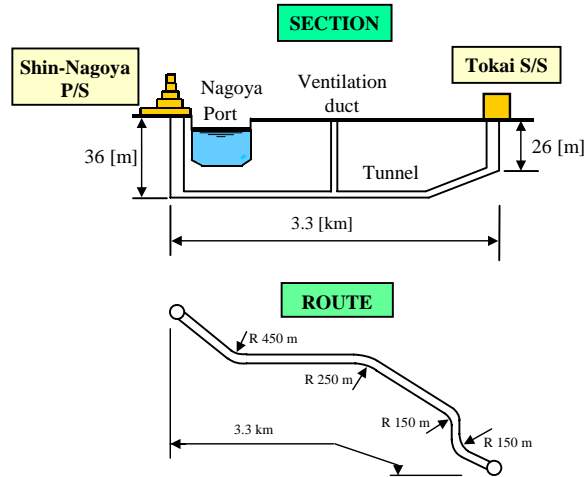 SECTION
Shin-Nagoya
P/S
Nagoya
Port
Ventilation
duct
Tokai S/S
36 [m]
26 [m]
Tunnel
3.3 [km]
ROUTE
R 450 m
R 250 m
R 150 m
R 150 m
3.3 km